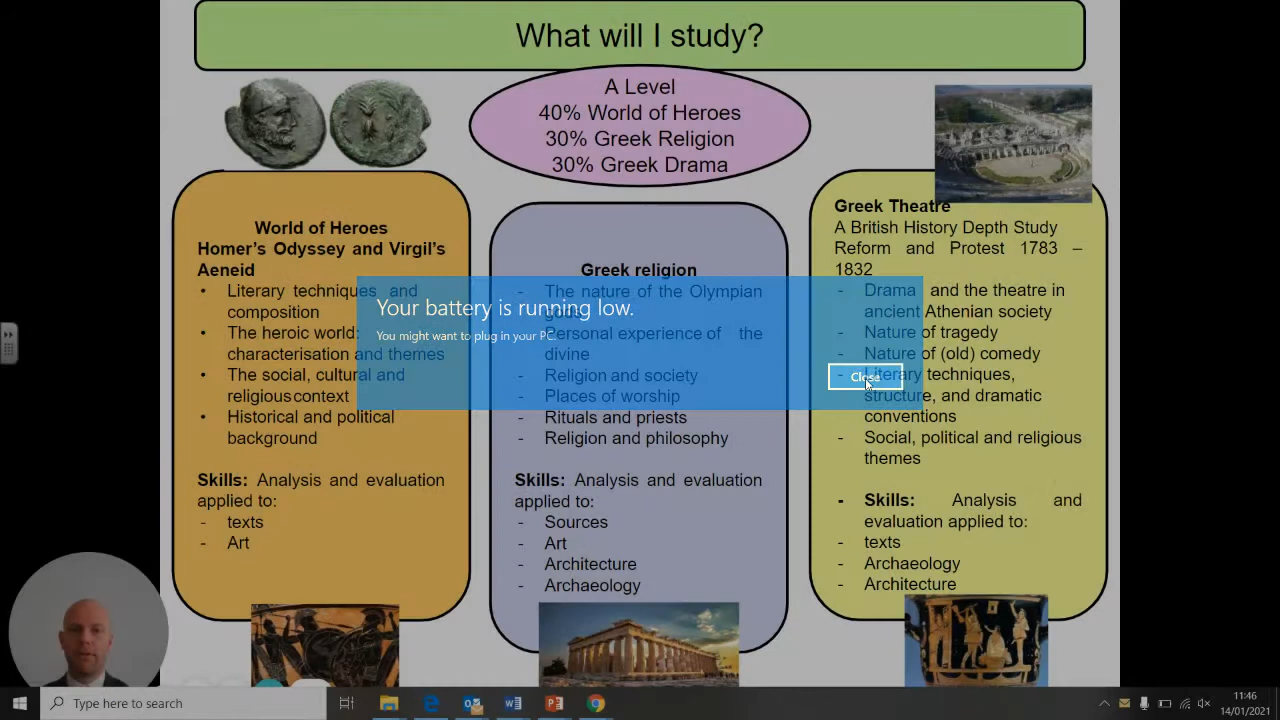 What will I study?
A Level
40% World of Heroes
30% Greek Religion
30% Greek Drama
World of Heroes
Homer's Odyssey and Virgil's
Aeneid
• Literary techniques and
composition
• The heroic world:
characterisation and themes
• The social, cultural and
religious context
• Historical and political
background
Skills: Analysis and evaluation
applied to:
- texts
- Art
Greek religion
- The nature of the Olympian
gods
- Personal experience of the
divine
- Religion and society
- Places of worship
- Rituals and priests
- Religion and philosophy
Skills: Analysis and evaluation
applied to:
- Sources
- Art
- Architecture
- Archaeology
Greek Theatre
A British History Depth Study
Reform and Protest 1783 –
1832
- Drama and the theatre in
ancient Athenian society
- Nature of tragedy
- Nature of (old) comedy
- Literary techniques,
structure, and dramatic
conventions
- Social, political and religious
themes
- Skills: Analysis and
evaluation applied to:
- texts
- Archaeology
- Architecture
Your battery is running low.
You might want to plug in your PC.
Close
Type here to search
11:46
14/01/2021